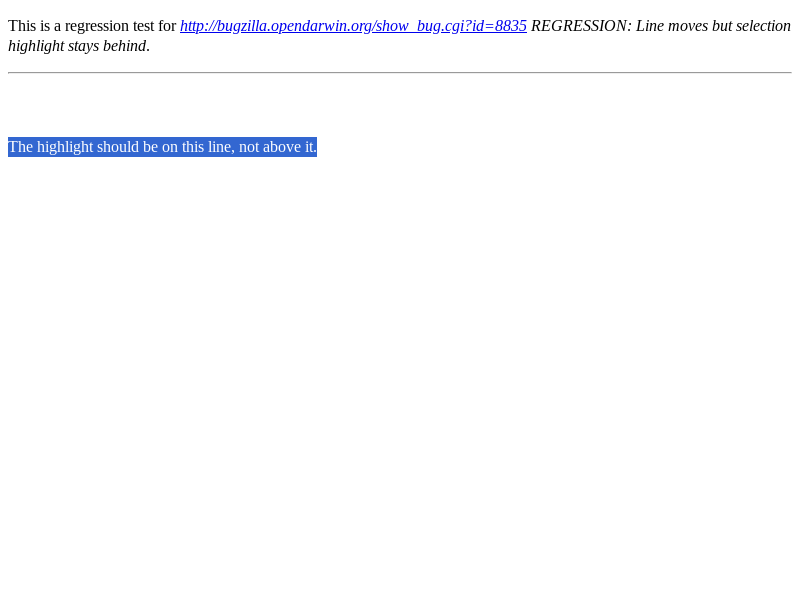 This is a regression test for http://bugzilla.opendarwin.org/show_bug.cgi?id=8835 REGRESSION: Line moves but selection
highlight stays behind.
The highlight should be on this line, not above it.